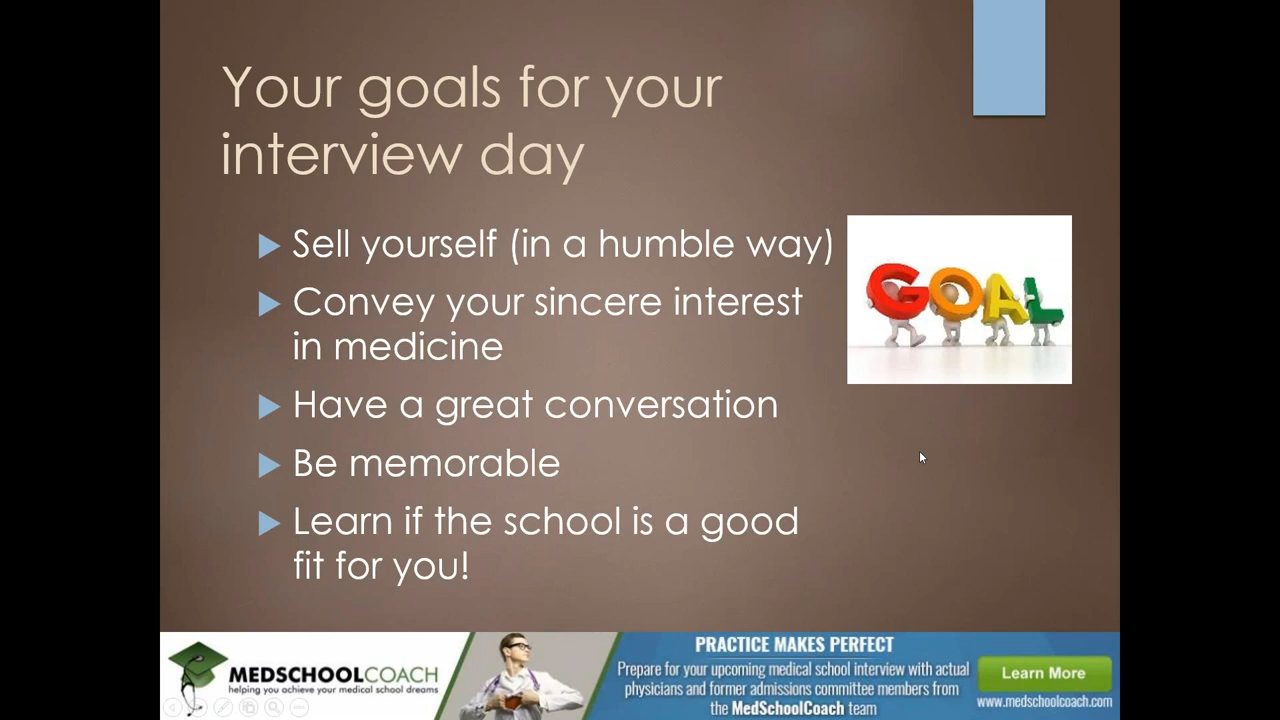 Your goals for your
interview day
Sell yourself (in a humble way)
Convey your sincere interest
in medicine
Have a great conversation
Be memorable
Learn if the school is a good
fit for you!
GOAL
MEDSCHOOLCOACH
helping you achieve your medical school dreams
PRACTICE MAKES PERFECT
Prepare for your upcoming medical school interview with actual
physicians and former admissions committee members from
the MedSchoolCoach team
Learn More
www.medschoolcoach.com